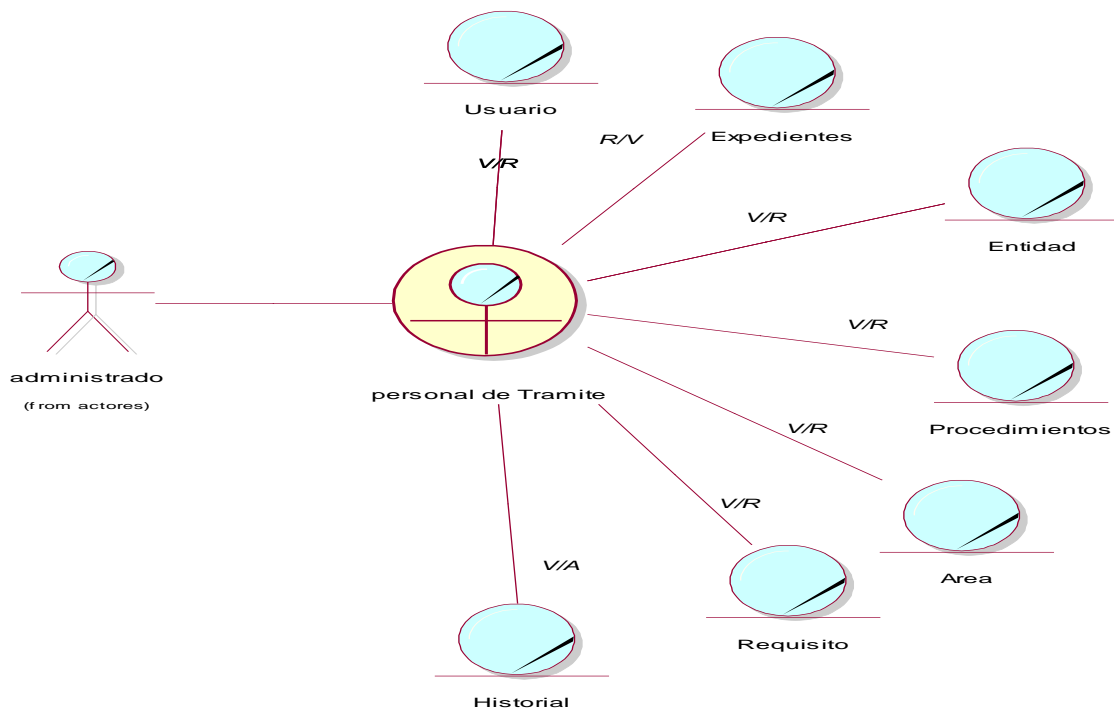 Usuario
Expedientes
R/V
V/R
Entidad
V/R
administrado
(from actores)
personal de Tramite
V/R
Procedimientos
V/R
Area
V/R
Requisito
V/A
Historial